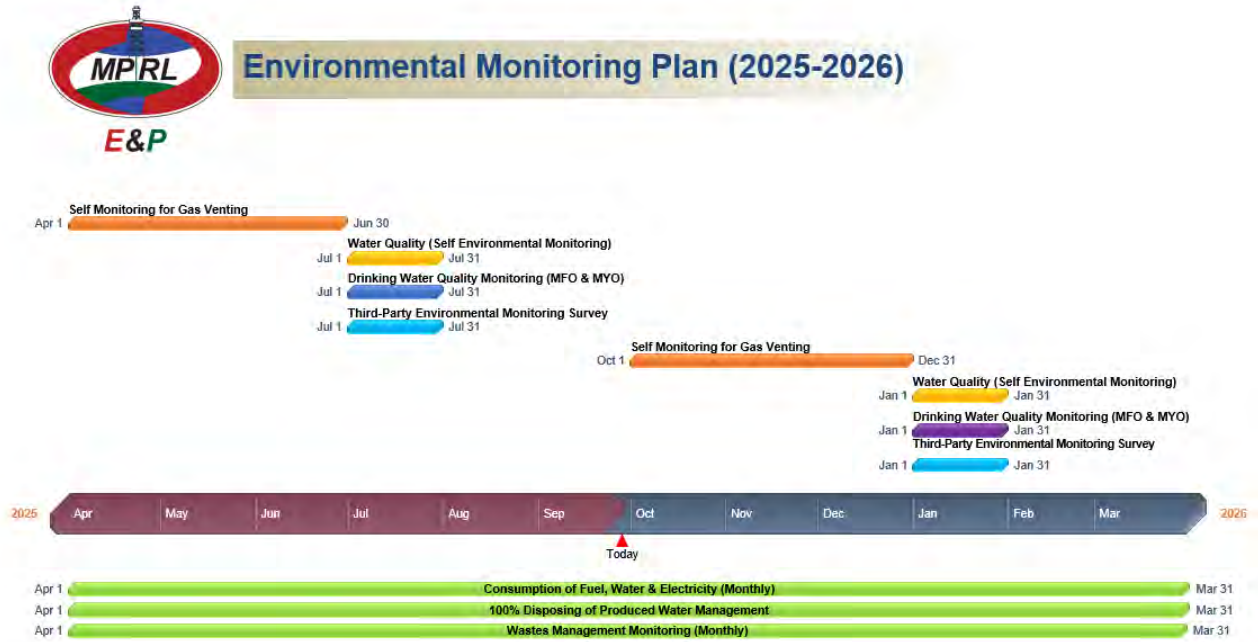 MPRL
E&P
Environmental Monitoring Plan (2025-2026)
Self Monitoring for Gas Venting
Apr 1 Jun 30
Water Quality (Self Environmental Monitoring)
Jul 1 Jul 31
Drinking Water Quality Monitoring (MFO & MYO)
Jul 1 Jul 31
Third-Party Environmental Monitoring Survey
Jul 1 Jul 31
Self Monitoring for Gas Venting
Oct 1 Dec 31
Water Quality (Self Environmental Monitoring)
Jan 1 Jan 31
Drinking Water Quality Monitoring (MFO & MYO)
Jan 1 Jan 31
Third-Party Environmental Monitoring Survey
Jan 1 Jan 31
2025 Apr May Jun Jul Aug Sep Oct Nov Dec Jan Feb Mar 2026
Today
Apr 1 Consumption of Fuel, Water & Electricity (Monthly) Mar 31
Apr 1 100% Disposing of Produced Water Management Mar 31
Apr 1 Wastes Management Monitoring (Monthly) Mar 31